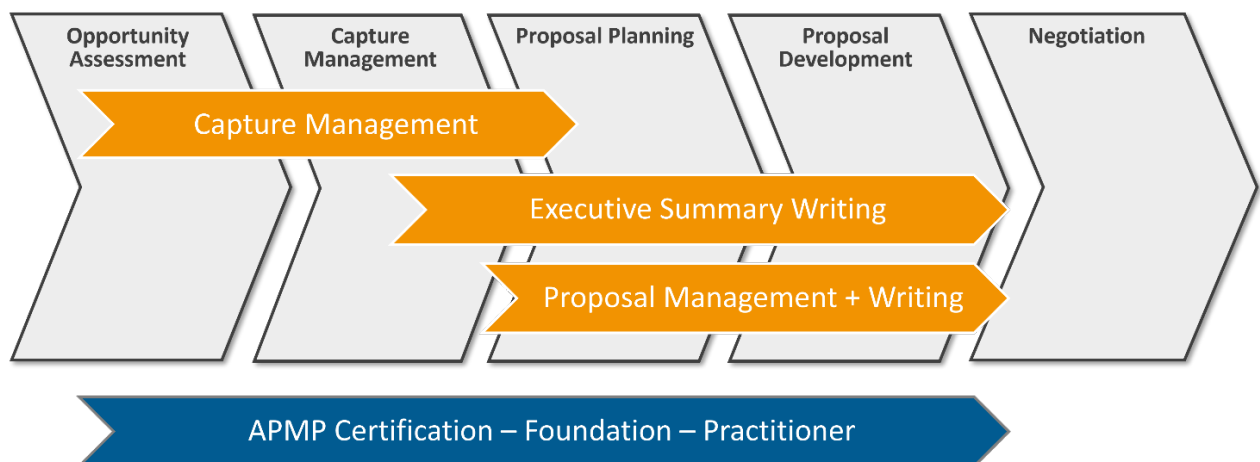 Opportunity
Assessment
Capture
Management
Proposal Planning
Proposal
Development
Negotiation
Capture Management
Executive Summary Writing
Proposal Management + Writing
APMP Certification – Foundation – Practitioner